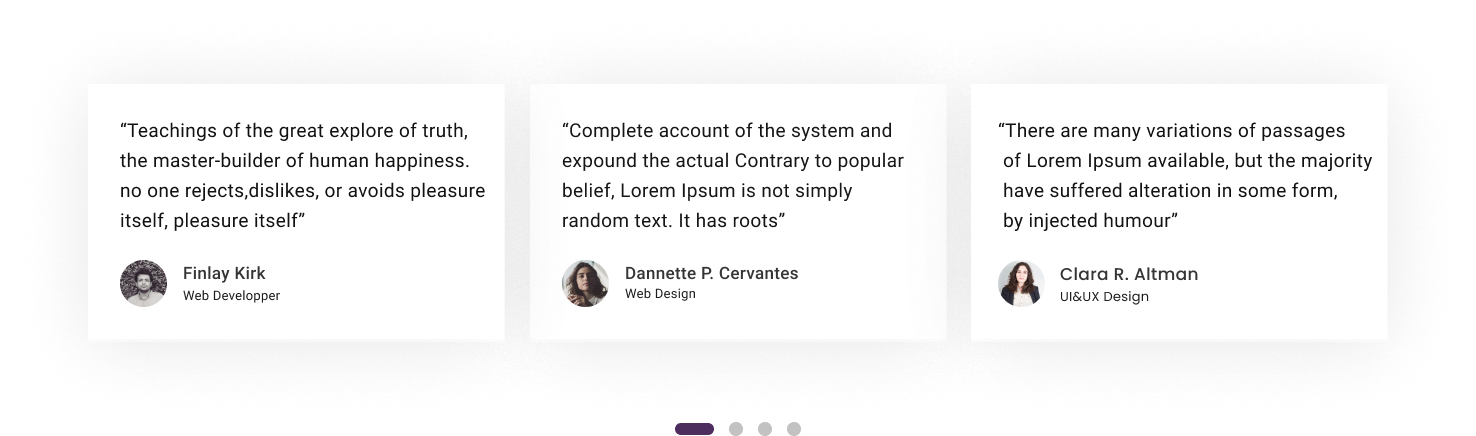 “Teachings of the great explore of truth,
the master-builder of human happiness.
no one rejects,dislikes, or avoids pleasure
itself, pleasure itself”
Finlay Kirk
Web Developper
“Complete account of the system and
expound the actual Contrary to popular
belief, Lorem Ipsum is not simply
random text. It has roots”
Dannette P. Cervantes
Web Design
“There are many variations of passages
of Lorem Ipsum available, but the majority
have suffered alteration in some form,
by injected humour”
Clara R. Altman
UI&UX Design